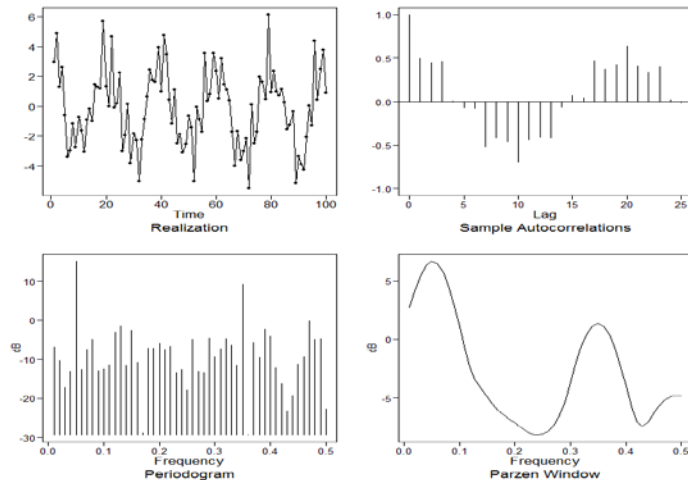 6
4
2
0
-2
-4
0 20 40 60 80 100
Time
Realization
1.0
0.5
0.0
-0.5
-1.0
0 5 10 15 20 25
Lag
Sample Autocorrelations
10
0
-10
-20
-30
dB
0.0 0.1 0.2 0.3 0.4 0.5
Frequency
Periodogram
5
0
-5
dB
0.0 0.1 0.2 0.3 0.4 0.5
Frequency
Parzen Window